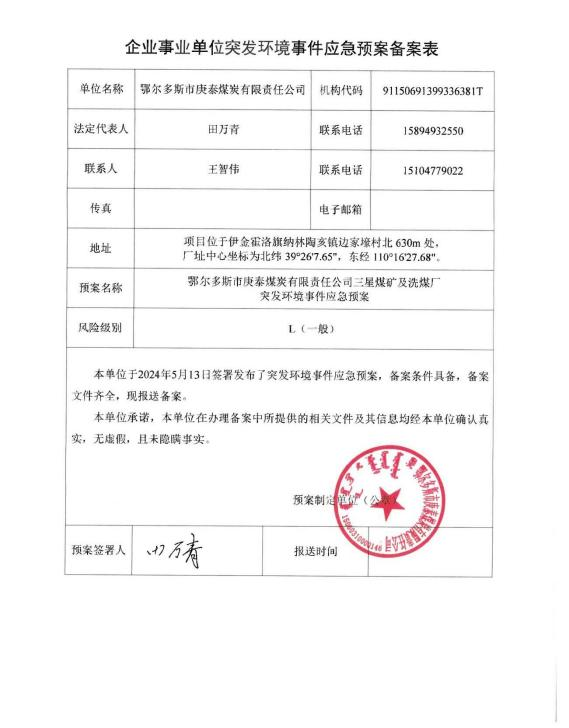 企业事业单位突发环境事件应急预案备案表
单位名称 鄂尔多斯市庚泰煤炭有限责任公司 机构代码 91150691399336381T
法定代表人 田万青 联系电话 15894932550
联系人 王智伟 联系电话 15104779022
传真 电子邮箱
地址 项目位于伊金霍洛旗纳林陶亥镇边家壕村北 630m 处,
厂址中心坐标为北纬 39°26'7.65",东经 110°16'27.68"。
预案名称 鄂尔多斯市庚泰煤炭有限责任公司三星煤矿及洗煤厂
突发环境事件应急预案
风险级别 L(一般)
本单位于2024年5月13日签署发布了突发环境事件应急预案,备案条件具备,备案
文件齐全,现报送备案。
本单位承诺,本单位在办理备案中所提供的相关文件及其信息均经本单位确认真
实,无虚假,且未隐瞒事实。
预案制定单位(公章)
预案签署人 田万青 报送时间